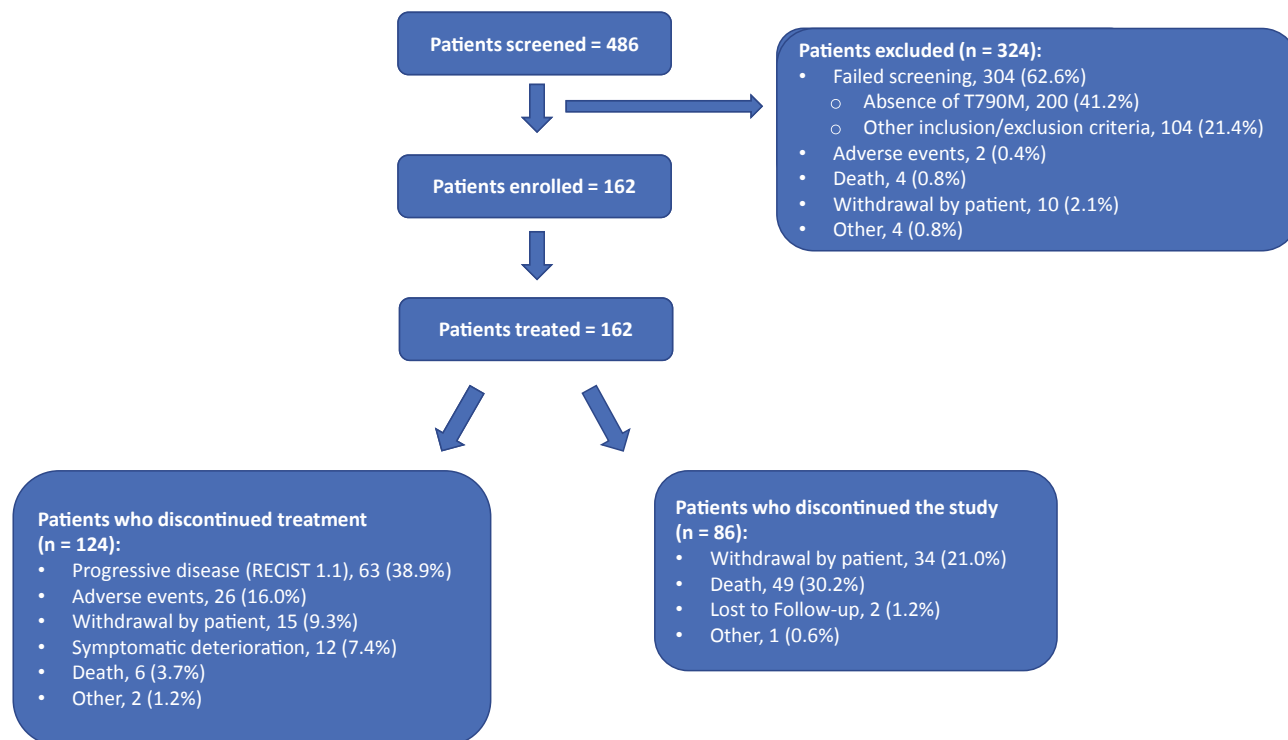 Patients screened = 486
Patients excluded (n = 324):
• Failed screening, 304 (62.6%)
o Absence of T790M, 200 (41.2%)
o Other inclusion/exclusion criteria, 104 (21.4%)
• Adverse events, 2 (0.4%)
• Death, 4 (0.8%)
• Withdrawal by patient, 10 (2.1%)
• Other, 4 (0.8%)
Patients enrolled = 162
Patients treated = 162
Patients who discontinued treatment
(n = 124):
• Progressive disease (RECIST 1.1), 63 (38.9%)
• Adverse events, 26 (16.0%)
• Withdrawal by patient, 15 (9.3%)
• Symptomatic deterioration, 12 (7.4%)
• Death, 6 (3.7%)
• Other, 2 (1.2%)
Patients who discontinued the study
(n = 86):
• Withdrawal by patient, 34 (21.0%)
• Death, 49 (30.2%)
• Lost to Follow-up, 2 (1.2%)
• Other, 1 (0.6%)